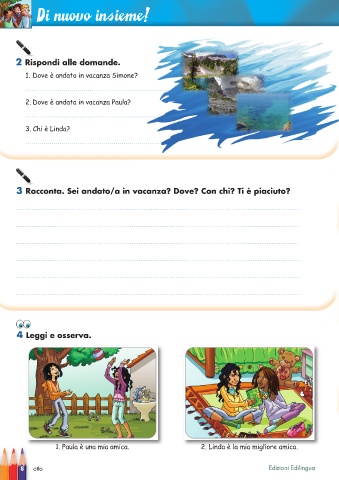 Di nuovo insieme!
2 Rispondi alle domande.
1. Dove è andato in vacanza Simone?
2. Dove è andata in vacanza Paula?
3. Chi è Linda?
3 Racconta. Sei andato/a in vacanza? Dove? Con chi? Ti è piaciuto?
4 Leggi e osserva.
1. Paula è una mia amica.
2. Linda è la mia migliore amica.
8 otto
Edizioni Edilingua